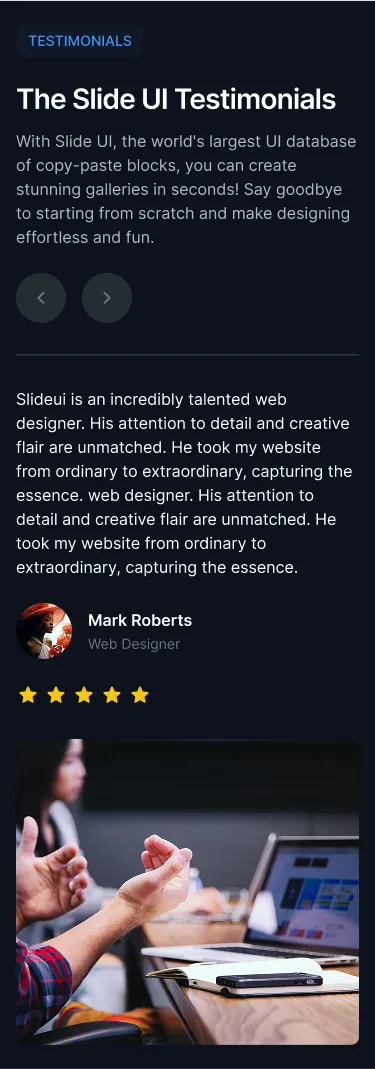 TESTIMONIALS
The Slide UI Testimonials
With Slide UI, the world's largest UI database
of copy-paste blocks, you can create
stunning galleries in seconds! Say goodbye
to starting from scratch and make designing
effortless and fun.
Slideui is an incredibly talented web
designer. His attention to detail and creative
flair are unmatched. He took my website
from ordinary to extraordinary, capturing the
essence. web designer. His attention to
detail and creative flair are unmatched. He
took my website from ordinary to
extraordinary, capturing the essence.
Mark Roberts
Web Designer